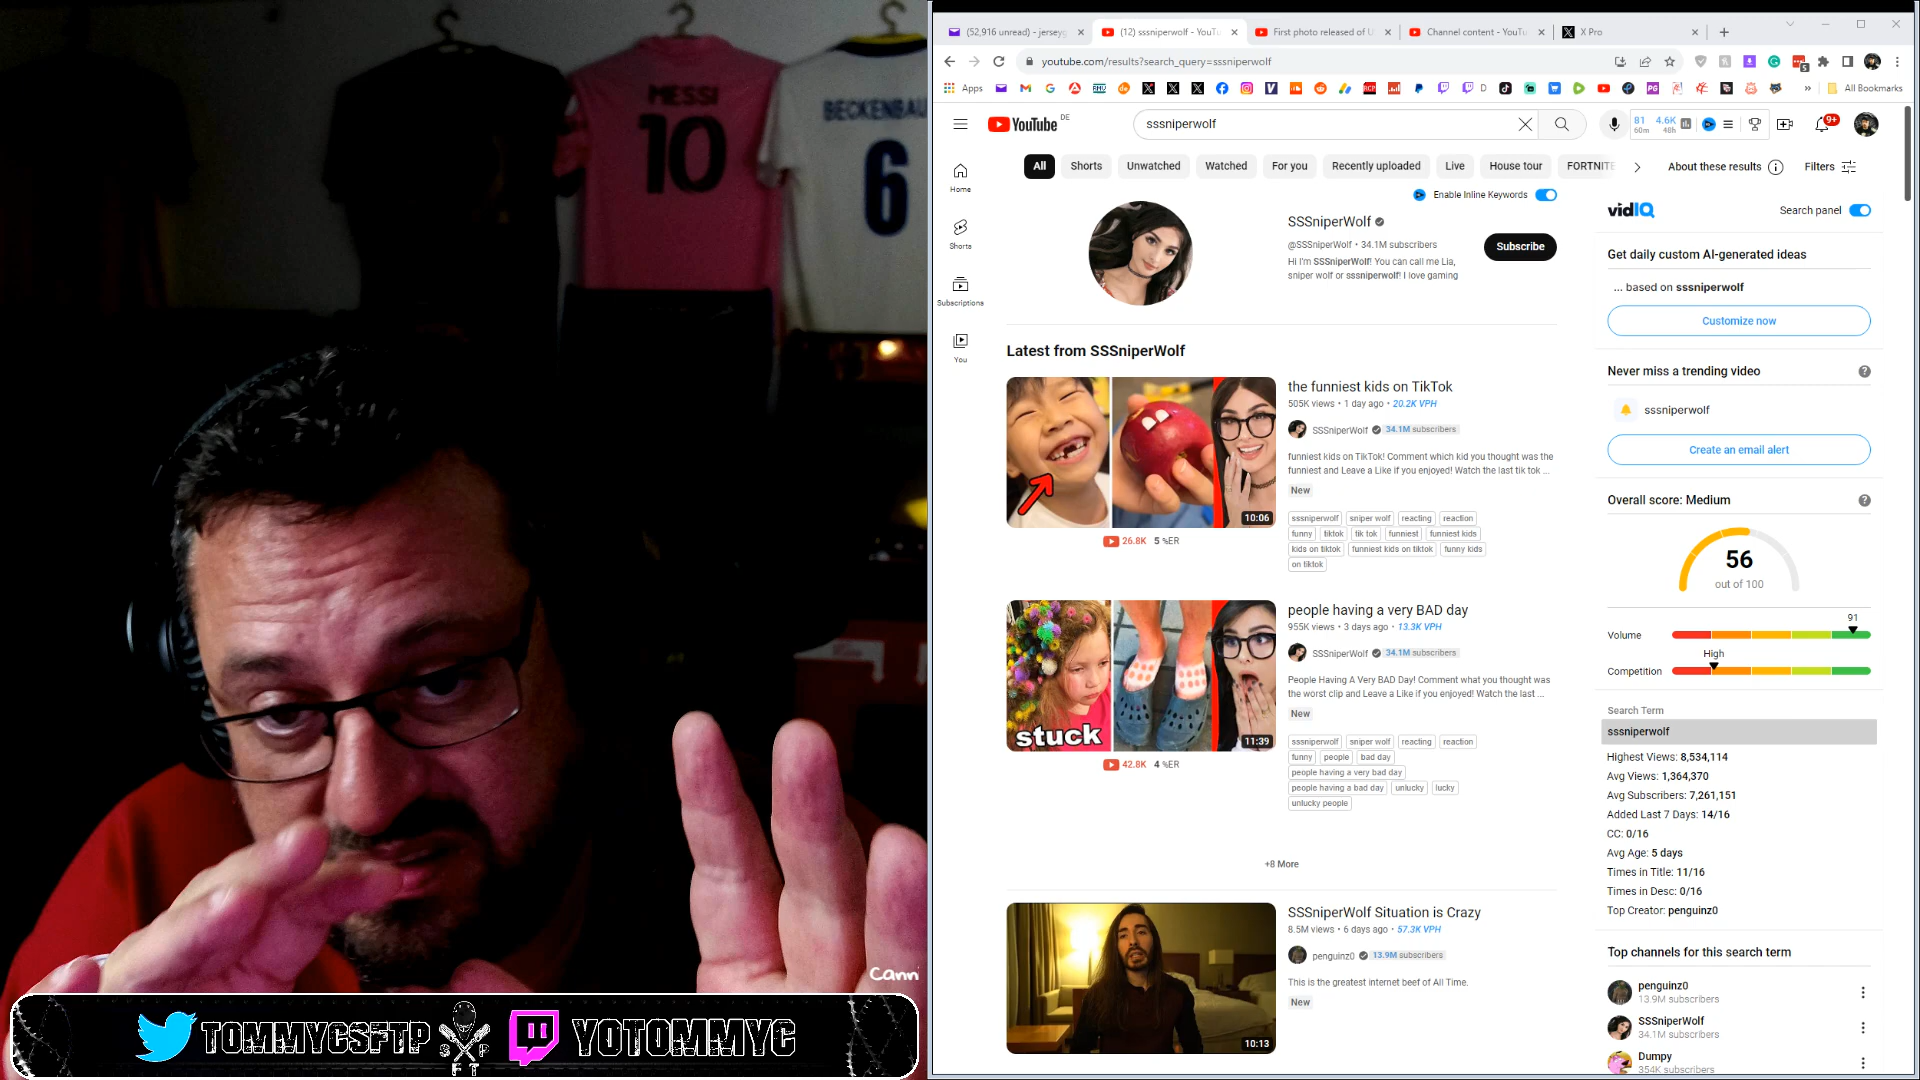 MESSI
10
BECKENBAU
6
Cann
TOMMYCSFTP
S P
F T
YOTOMMYC
(52,916 unread) - jerseyg
(12) sssniperwolf - YouTu
First photo released of U
Channel content - YouTu
X Pro
youtube.com/results?search_query=sssniperwolf
5
Apps
D
All Bookmarks
YouTube DE
sssniperwolf
81 4.6K
60m 48h
9+
All
Shorts
Unwatched
Watched
For you
Recently uploaded
Live
House tour
FORTNITE
About these results
Filters
Home
Shorts
Subscriptions
You
Enable Inline Keywords
SSSniperWolf
@SSSniperWolf • 34.1M subscribers
Hi I'm SSSniperWolf! You can call me Lia,
sniper wolf or sssniperwolf! I love gaming
Subscribe
Latest from SSSniperWolf
10:06
26.8K 5 %ER
the funniest kids on TikTok
505K views • 1 day ago • 20.2K VPH
SSSniperWolf 34.1M subscribers
funniest kids on TikTok! Comment which kid you thought was the
funniest and Leave a Like if you enjoyed! Watch the last tik tok ...
New
sssniperwolf sniper wolf reacting reaction
funny tiktok tik tok funniest funniest kids
kids on tiktok funniest kids on tiktok funny kids
on tiktok
stuck
11:39
42.8K 4 %ER
people having a very BAD day
955K views • 3 days ago • 13.3K VPH
SSSniperWolf 34.1M subscribers
People Having A Very BAD Day! Comment what you thought was
the worst clip and Leave a Like if you enjoyed! Watch the last ...
New
sssniperwolf sniper wolf reacting reaction
funny people bad day
people having a very bad day
people having a bad day unlucky lucky
unlucky people
+8 More
10:13
SSSniperWolf Situation is Crazy
8.5M views • 6 days ago • 57.3K VPH
penguinz0 13.9M subscribers
This is the greatest internet beef of All Time.
New
vidIQ
Search panel
Get daily custom AI-generated ideas
... based on sssniperwolf
Customize now
Never miss a trending video
sssniperwolf
Create an email alert
Overall score: Medium
56
out of 100
91
Volume
High
Competition
Search Term
sssniperwolf
Highest Views: 8,534,114
Avg Views: 1,364,370
Avg Subscribers: 7,261,151
Added Last 7 Days: 14/16
CC: 0/16
Avg Age: 5 days
Times in Title: 11/16
Times in Desc: 0/16
Top Creator: penguinz0
Top channels for this search term
penguinz0
13.9M subscribers
SSSniperWolf
34.1M subscribers
Dumpy
354K subscribers